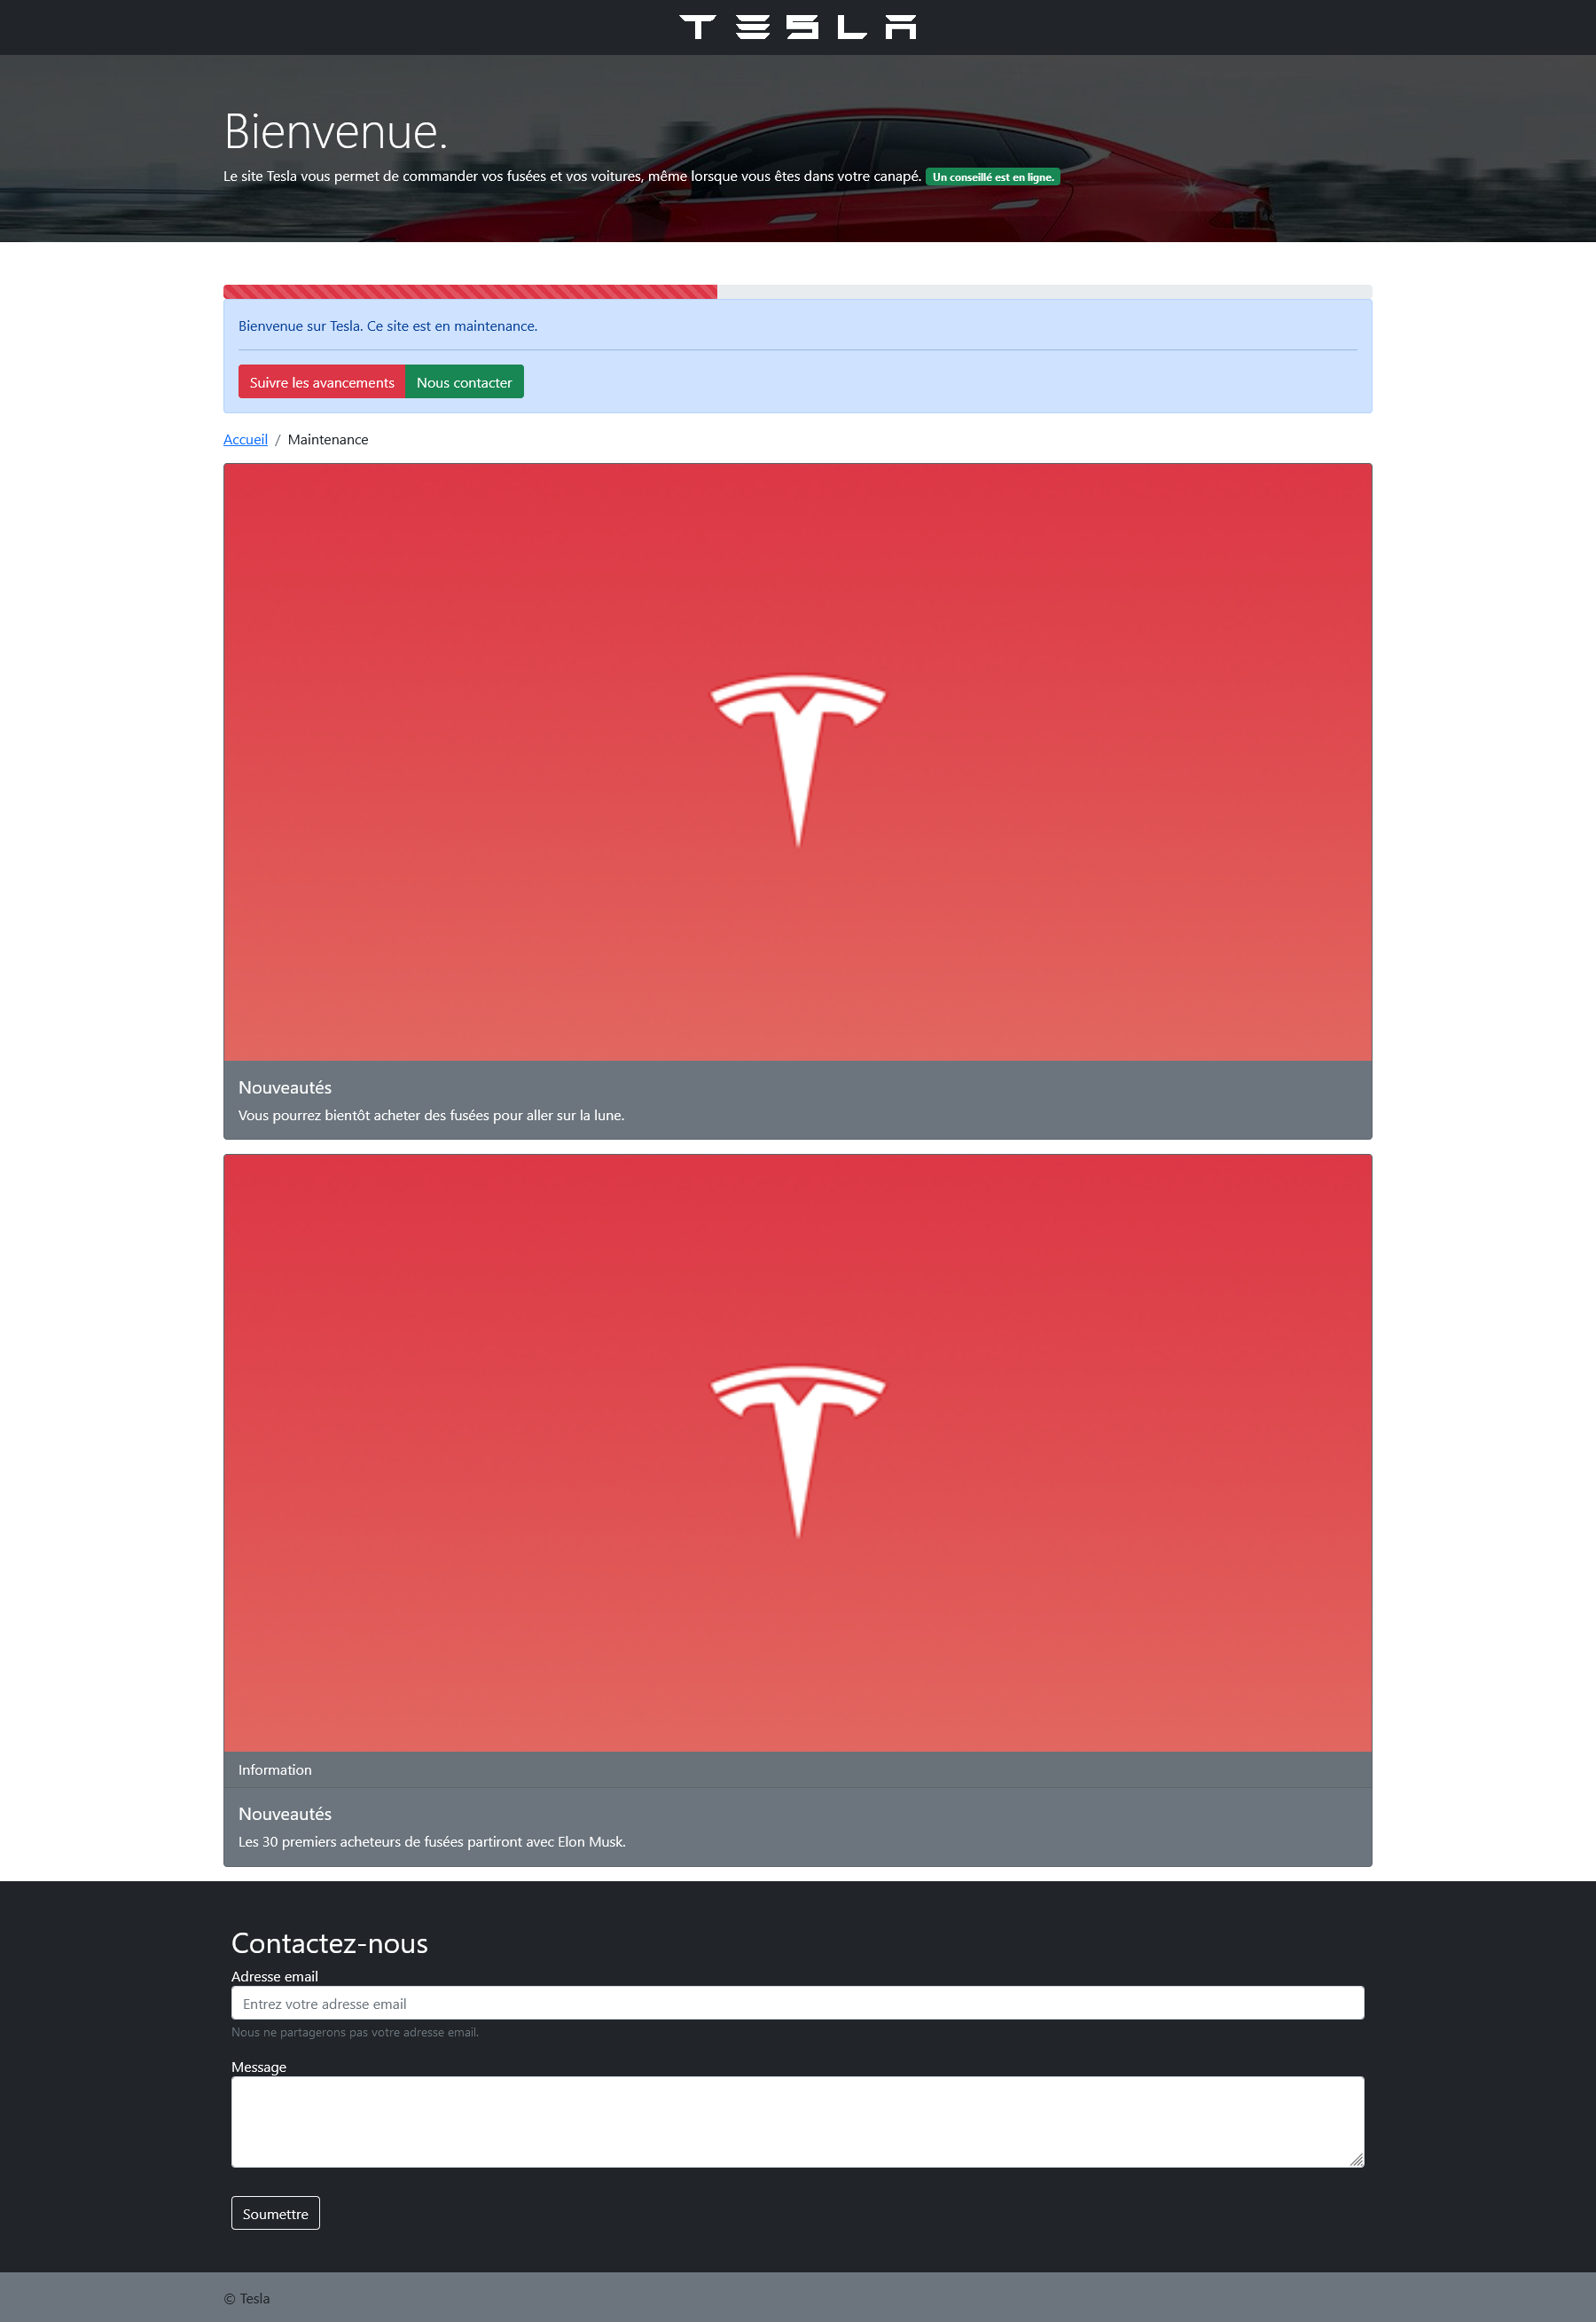 TESLA
Bienvenue.
Le site Tesla vous permet de commander vos fusées et vos voitures, même lorsque vous êtes dans votre canapé. Un conseillé est en ligne.
Bienvenue sur Tesla. Ce site est en maintenance.
Suivre les avancements Nous contacter
Accueil / Maintenance
Nouveautés
Vous pourrez bientôt acheter des fusées pour aller sur la lune.
Information
Nouveautés
Les 30 premiers acheteurs de fusées partiront avec Elon Musk.
Contactez-nous
Adresse email
Entrez votre adresse email
Nous ne partagerons pas votre adresse email.
Message
Soumettre
© Tesla